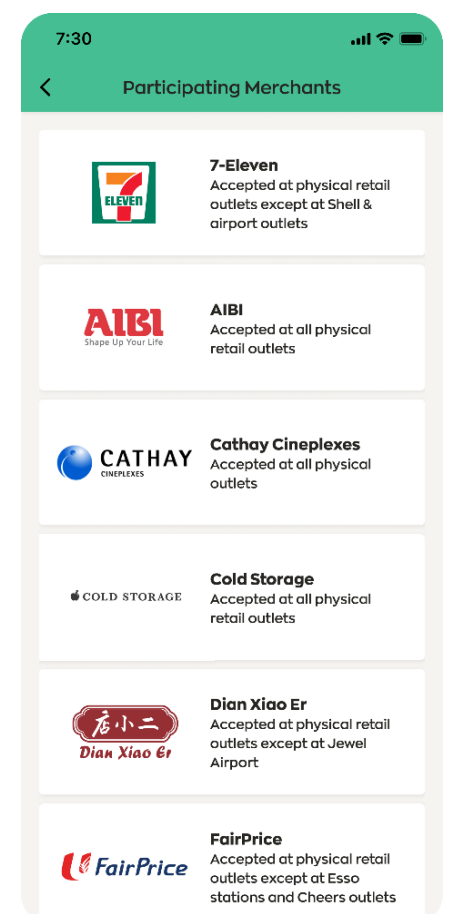 7:30
Participating Merchants
7-Eleven
Accepted at physical retail
outlets except at Shell &
airport outlets
ELEVEn
AIBI
Shape Up Your Life
AIBI
Accepted at all physical
retail outlets
CATHAY
CINEPLEXES
Cathay Cineplexes
Accepted at all physical
outlets
COLD STORAGE
Cold Storage
Accepted at all physical
retail outlets
店小二
Dian Xiao Er
Dian Xiao Er
Accepted at physical retail
outlets except at Jewel
Airport
FairPrice
FairPrice
Accepted at physical retail
outlets except at Esso
stations and Cheers outlets